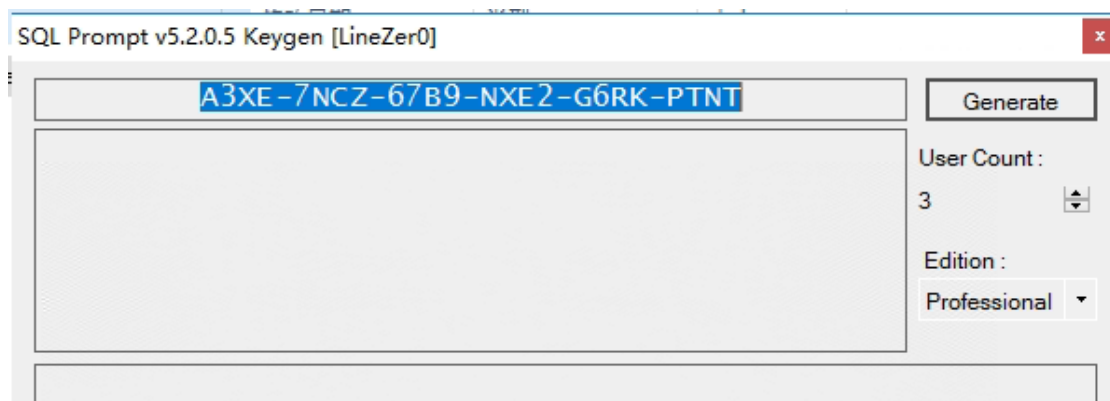 SQL Prompt v5.2.0.5 Keygen [LineZer0]
x
A3XE-7NCZ-67B9-NXE2-G6RK-PTNT
Generate
User Count :
3
Edition :
Professional